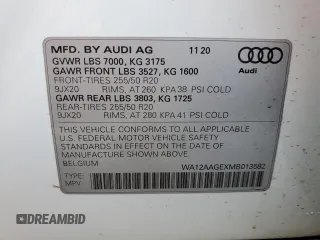 MFD. BY AUDI AG 11 20
GVWR LBS 7000, KG 3175
GAWR FRONT LBS 3527, KG 1600
FRONT-TIRES 255/50 R20
9JX20 RIMS, AT 260 KPA 38 PSI COLD
GAWR REAR LBS 3803, KG 1725
REAR-TIRES 255/50 R20
9JX20 RIMS, AT 280 KPA 41 PSI COLD
THIS VEHICLE CONFORMS TO ALL APPLICABLE
U.S. FEDERAL MOTOR VEHICLE SAFETY
AND THEFT PREVENTION STANDARDS
IN EFFECT ON THE DATE OF
MANUFACTURE SHOWN ABOVE.
BELGIUM WA12AAGEXMB013582
TYPE:
MPV
Audi
DREAMBID